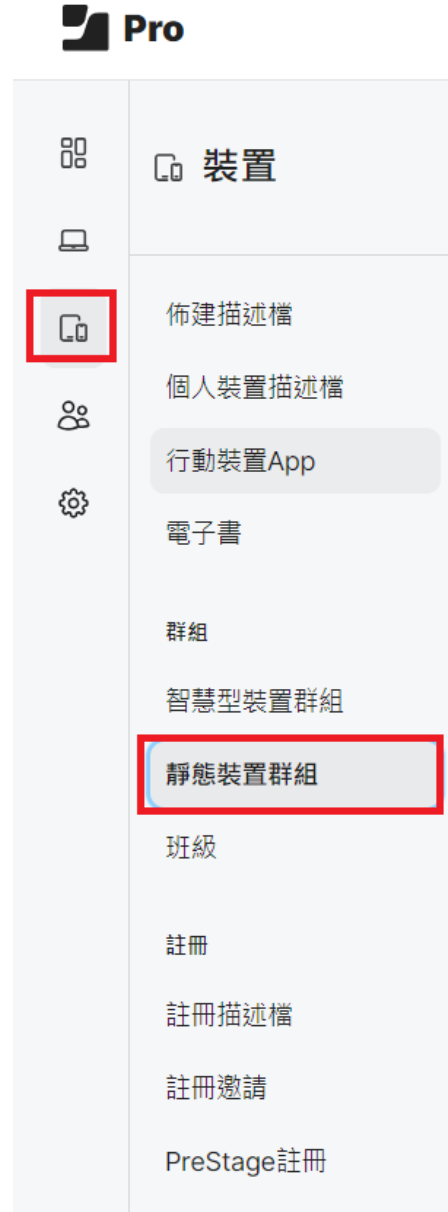 Pro
裝置
佈建描述檔
個人裝置描述檔
行動裝置App
電子書
群組
智慧型裝置群組
靜態裝置群組
班級
註冊
註冊描述檔
註冊邀請
PreStage註冊